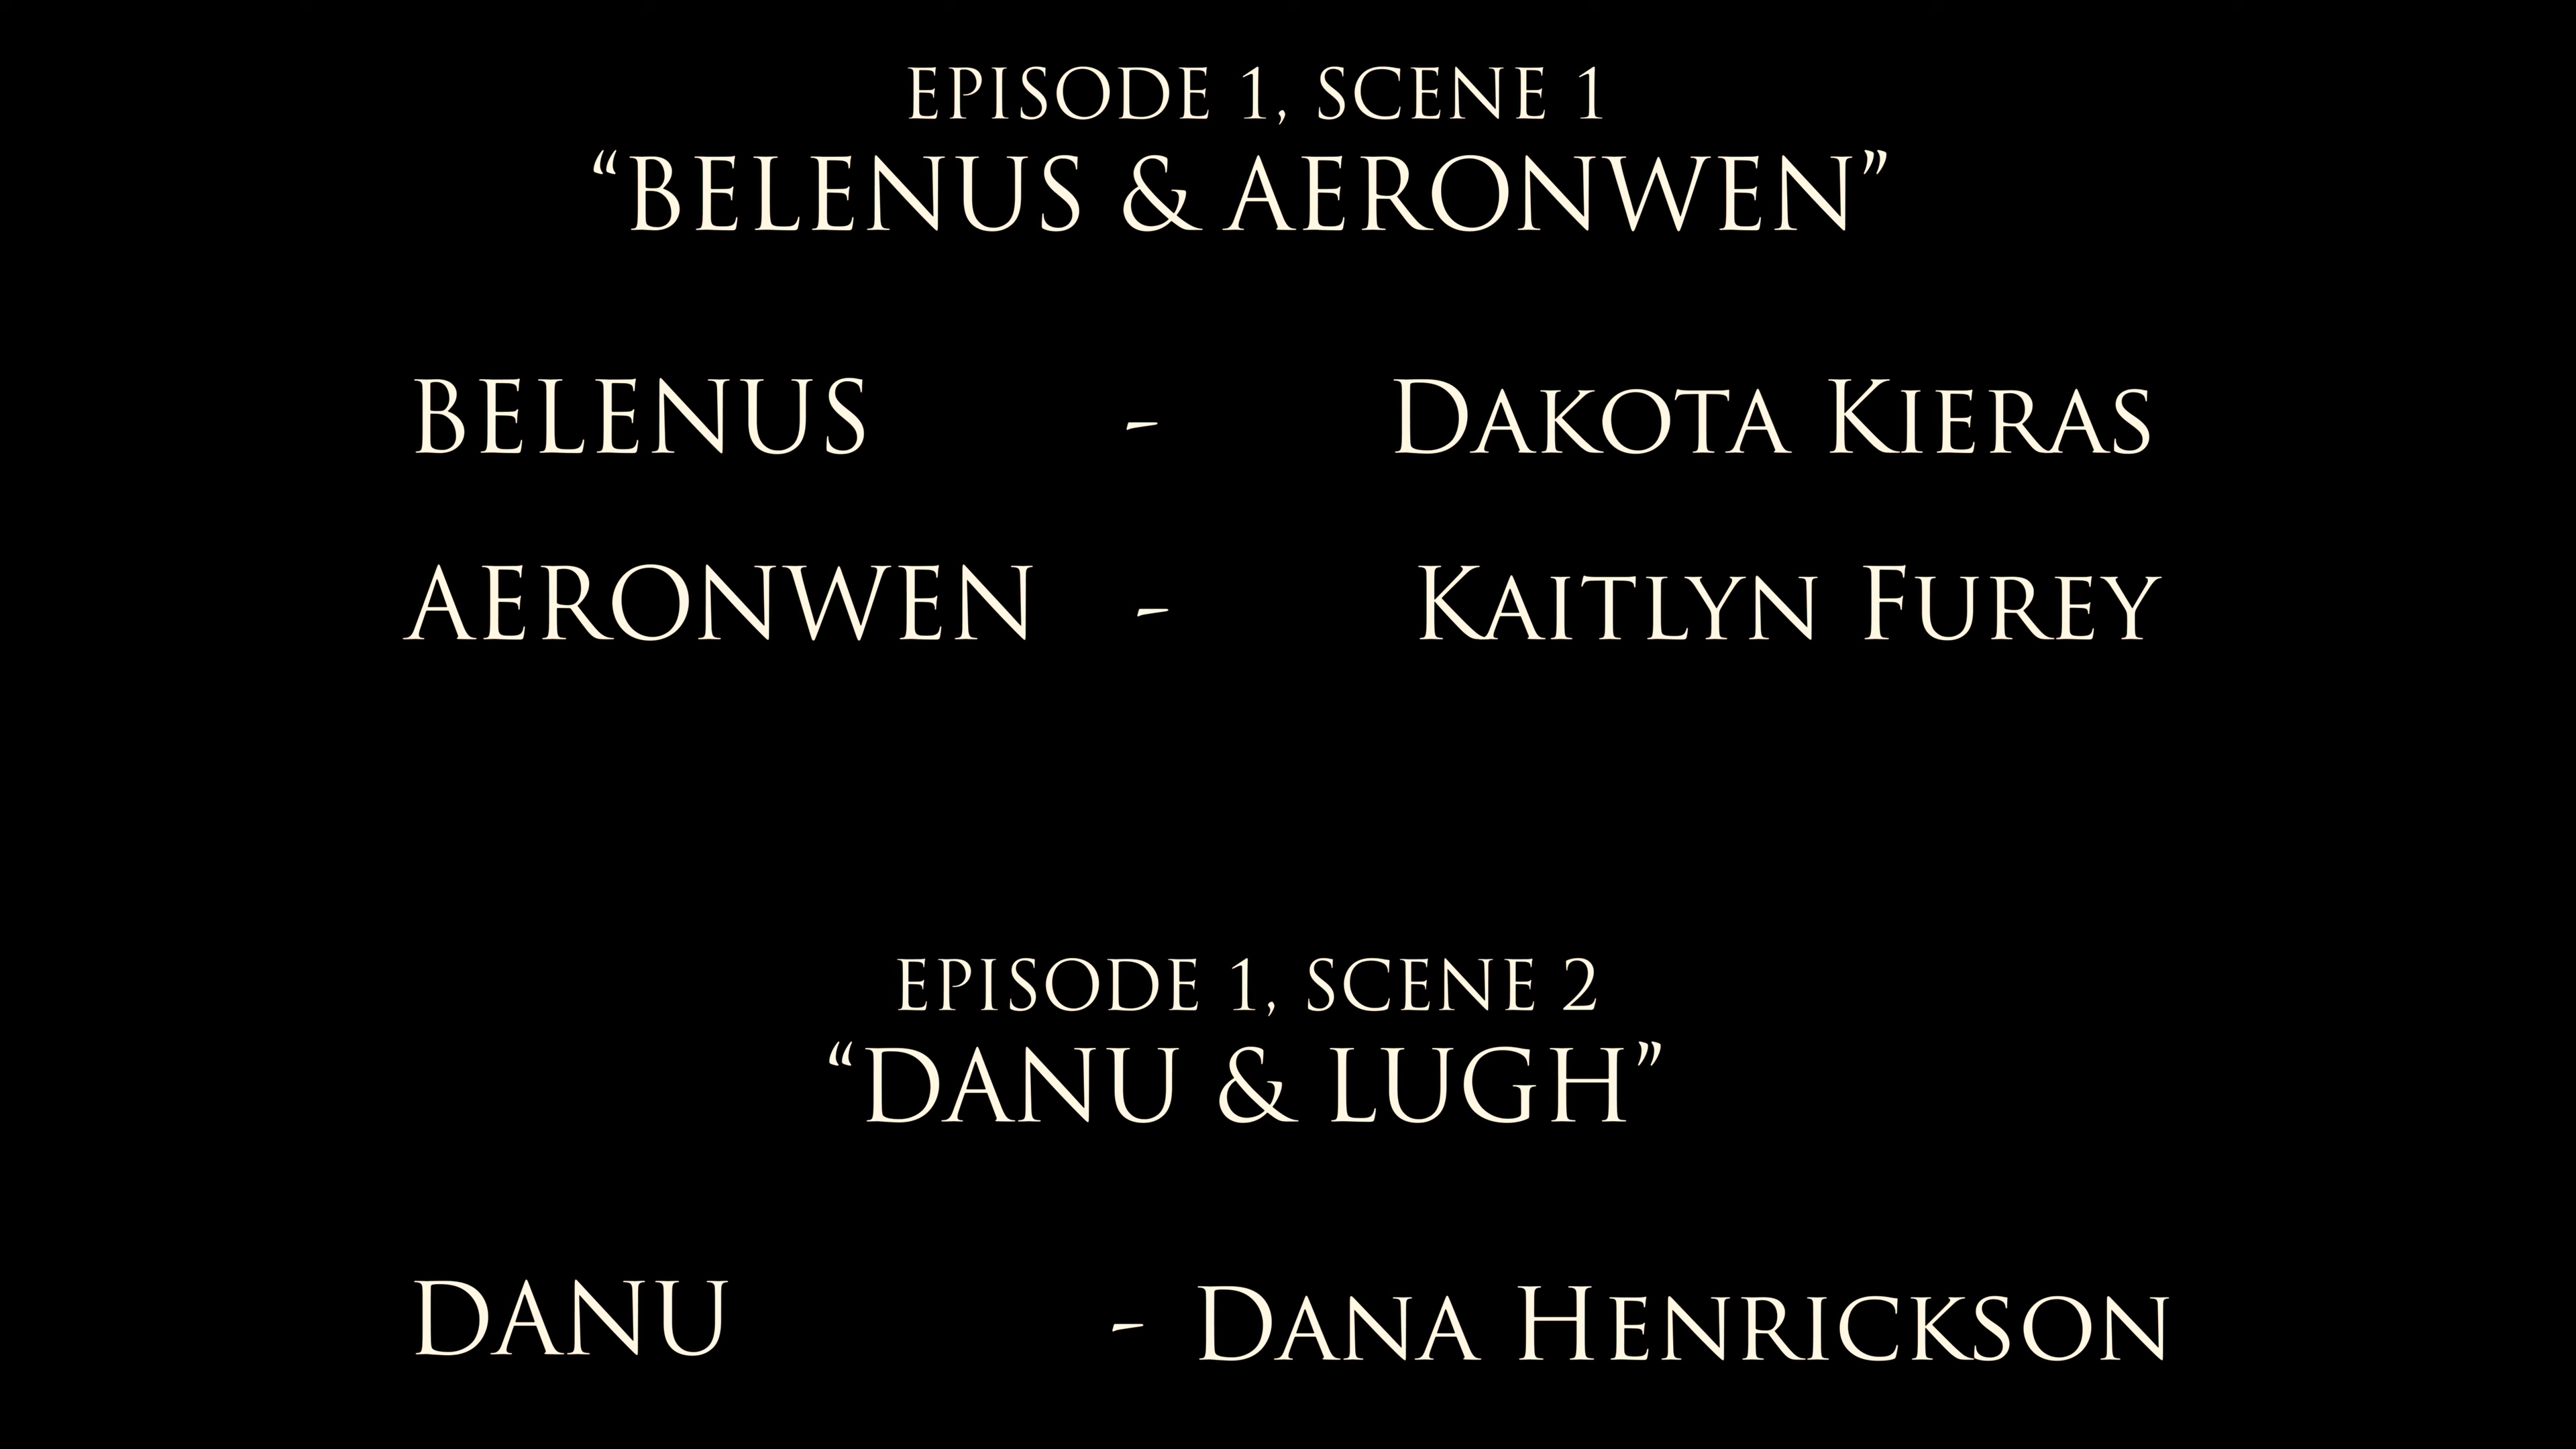 EPISODE 1, SCENE 1
“BELENUS & AERONWEN”
BELENUS - DAKOTA KIERAS
AERONWEN - KAITLYN FUREY
EPISODE 1, SCENE 2
“DANU & LUGH”
DANU - DANA HENRICKSON